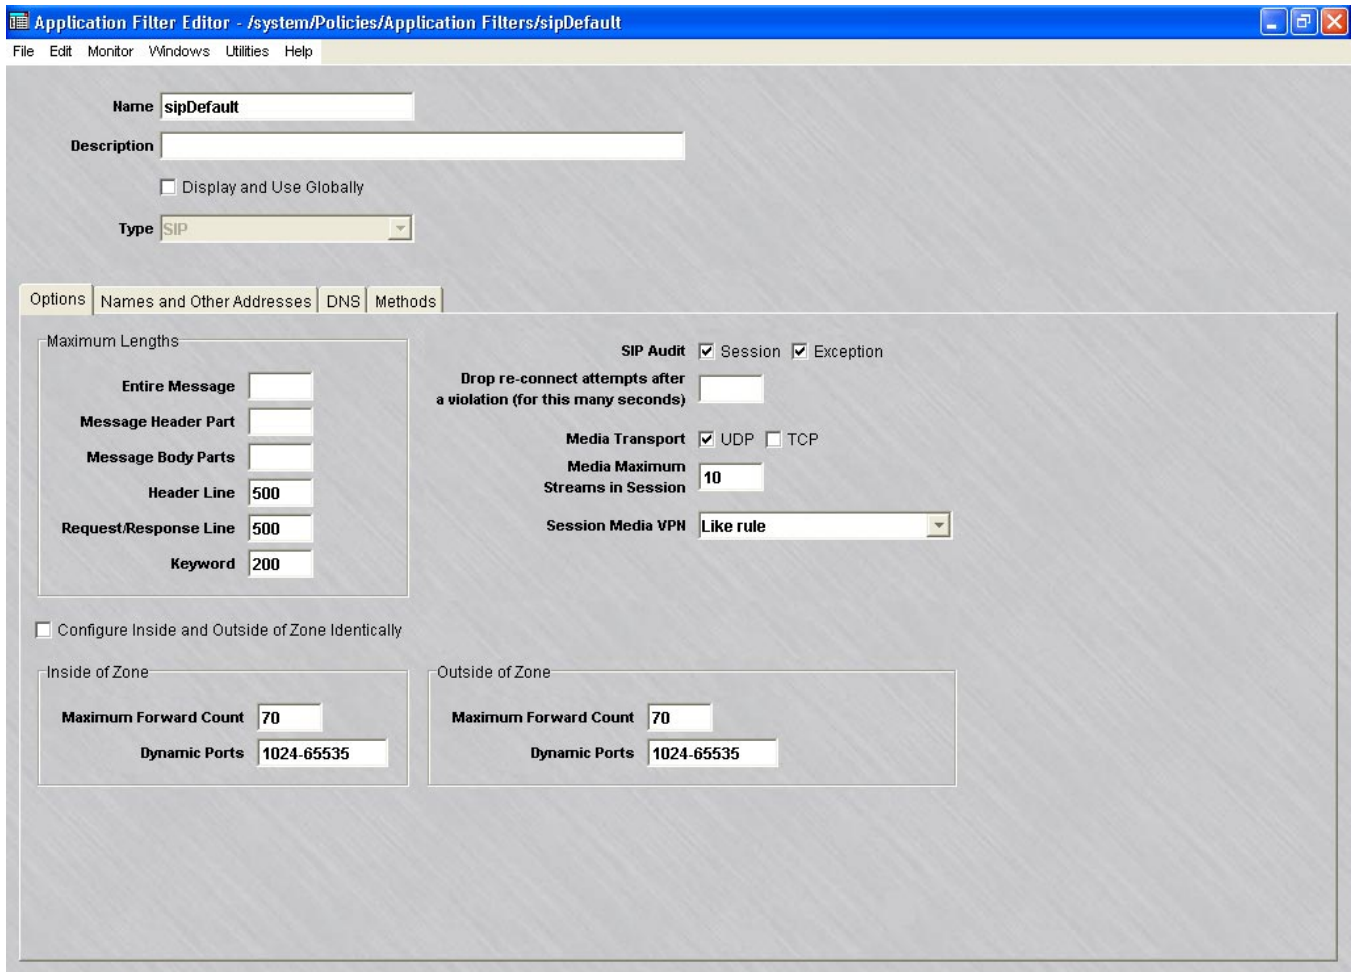 Application Filter Editor - /system/Policies/Application Filters/sipDefault
File Edit Monitor Windows Utilities Help
Name sipDefault
Description
Display and Use Globally
Type SIP
Options Names and Other Addresses DNS Methods
Maximum Lengths
Entire Message
Message Header Part
Message Body Parts
Header Line 500
Request/Response Line 500
Keyword 200
SIP Audit Session Exception
Drop re-connect attempts after
a violation (for this many seconds)
Media Transport UDP TCP
Media Maximum
Streams in Session 10
Session Media VPN Like rule
Configure Inside and Outside of Zone Identically
Inside of Zone
Maximum Forward Count 70
Dynamic Ports 1024-65535
Outside of Zone
Maximum Forward Count 70
Dynamic Ports 1024-65535